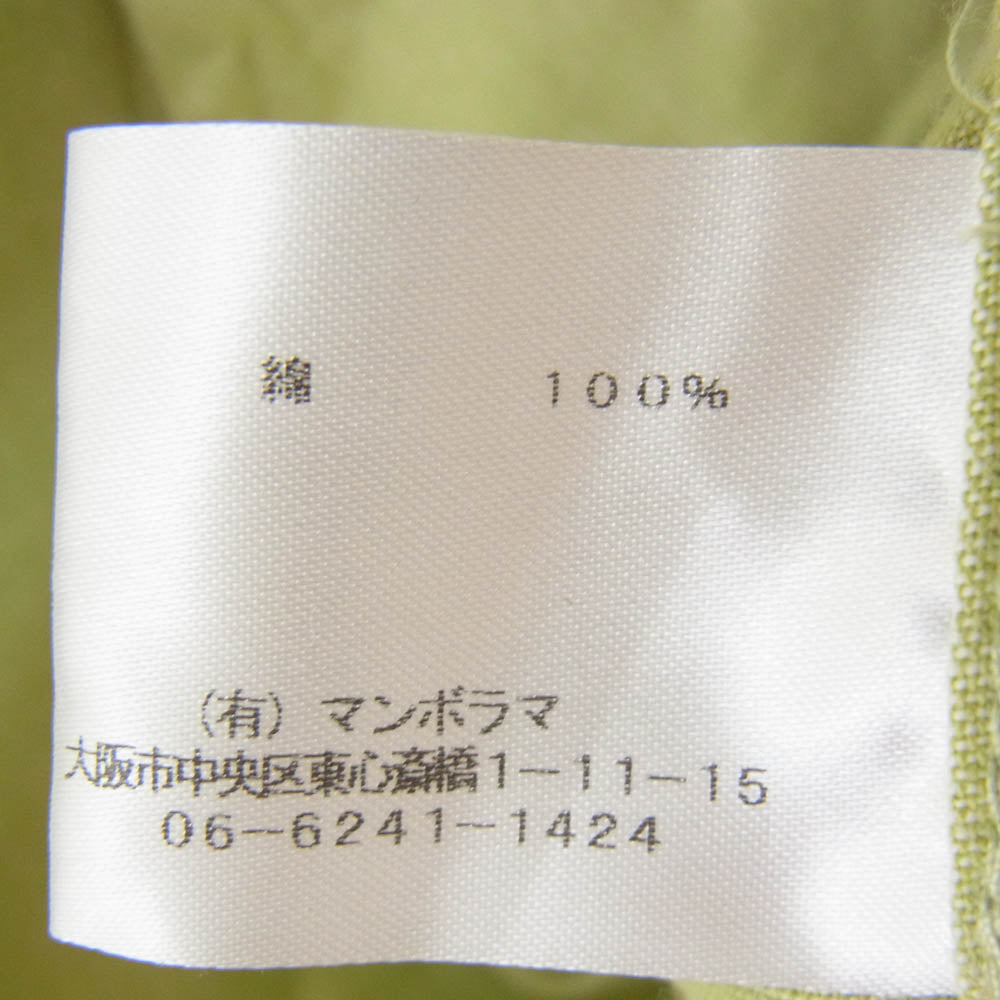 綿 100%
(有) マンボラマ
大阪市中央区東心斎橋1-11-15
06-6241-1424